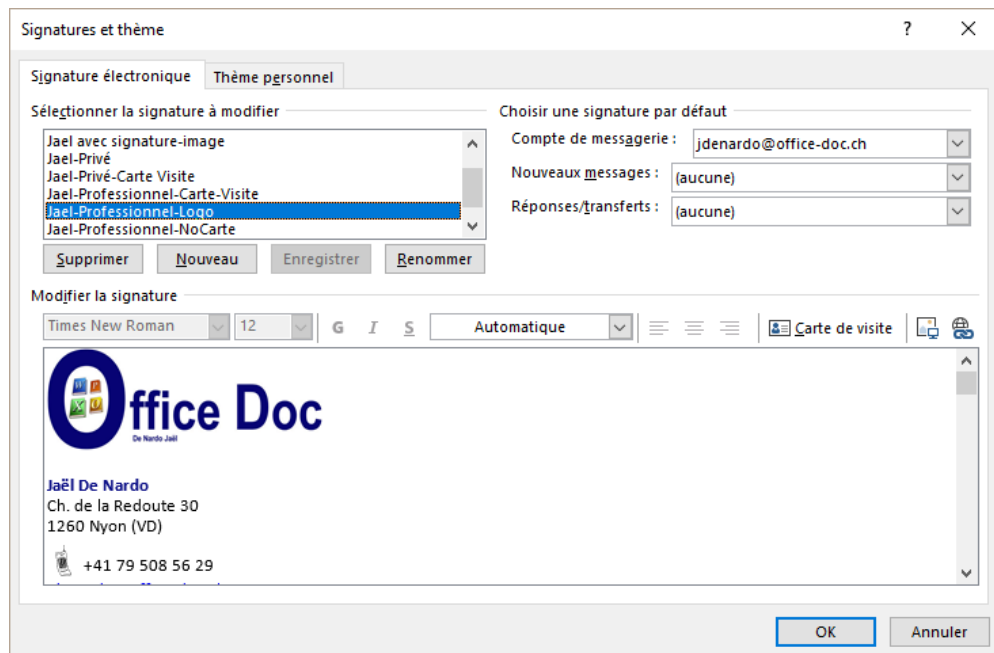 Signatures et thème
?
Signature électronique
Thème personnel
Sélectionner la signature à modifier
Jael avec signature-image
Jael-Privé
Jael-Privé-Carte Visite
Jael-Professionnel-Carte-Visite
Jael-Professionnel-Logo
Jael-Professionnel-NoCarte
Supprimer
Nouveau
Enregistrer
Renommer
Choisir une signature par défaut
Compte de messagerie :
jdenardo@office-doc.ch
Nouveaux messages :
(aucune)
Réponses/transferts :
(aucune)
Modifier la signature
Times New Roman
12
G
I
S
Automatique
Carte de visite
Office Doc
De Nardo Jaël
Jaël De Nardo
Ch. de la Redoute 30
1260 Nyon (VD)
+41 79 508 56 29
OK
Annuler